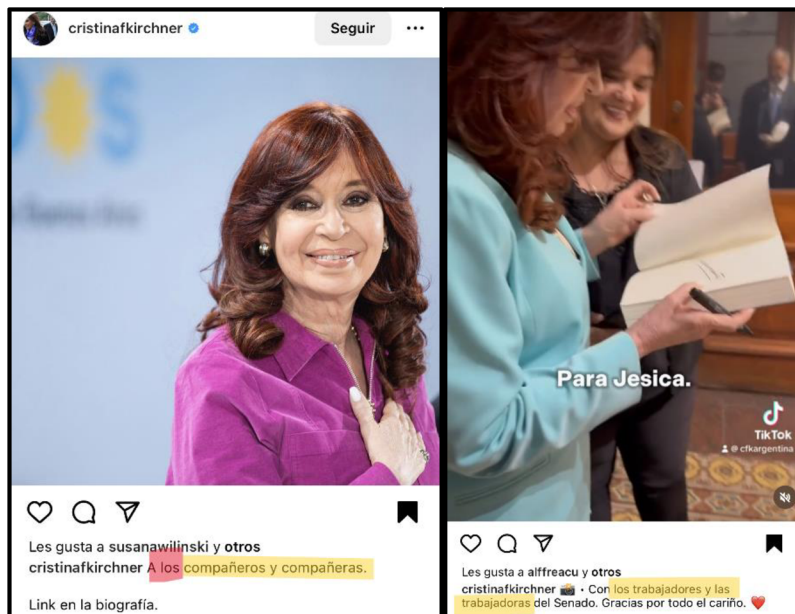 cristinafkirchner
Seguir
OS
Les gusta a susanawilinski y otros
cristinafkirchner A los compañeros y compañeras.
Link en la biografía.
Para Jesica.
TikTok
@ cfkargentina
Les gusta a alffreacu y otros
cristinafkirchner 📸 • Con los trabajadores y las
trabajadoras del Senado. Gracias por todo el cariño. ❤️